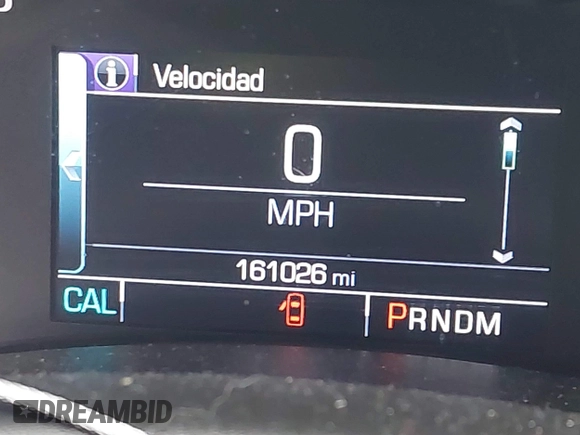 Velocidad
0
MPH
161026 mi
CAL PRNDM
DREAMBID